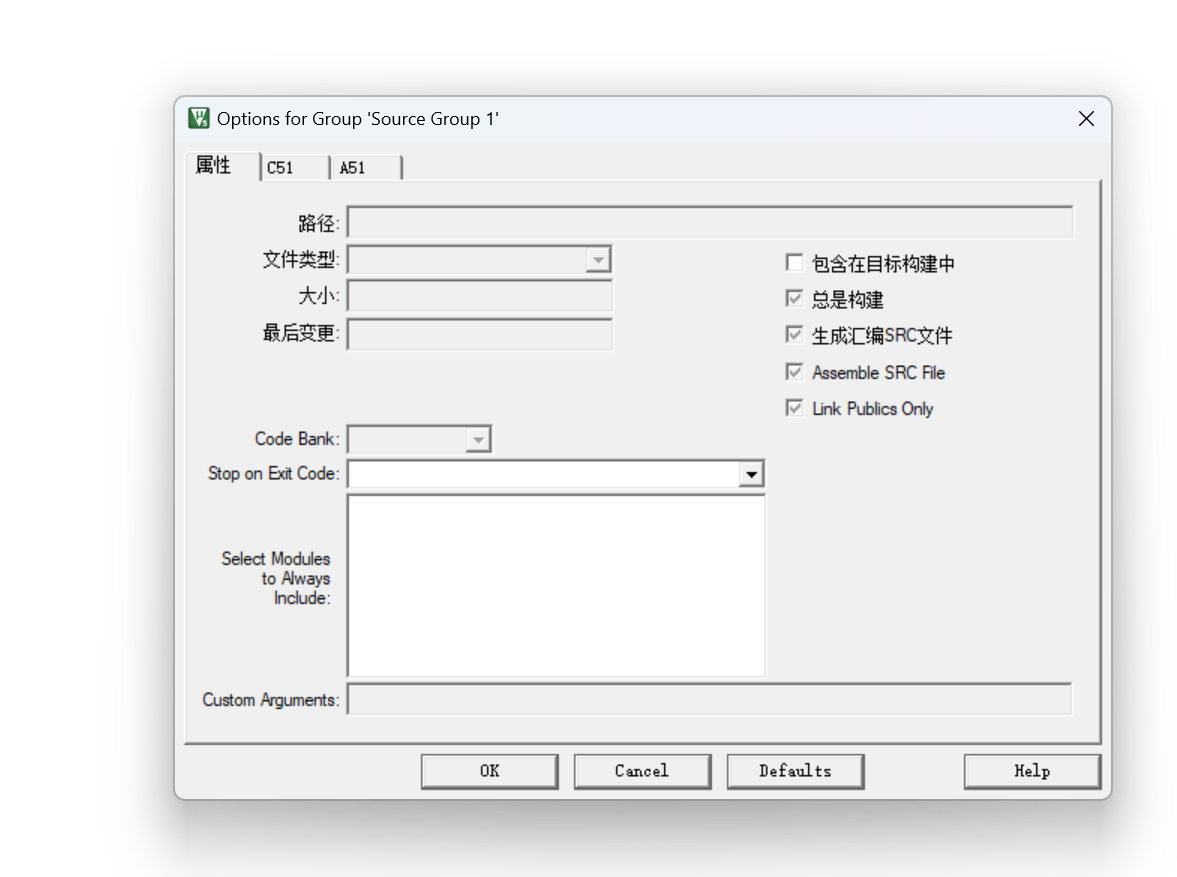 Options for Group 'Source Group 1'
属性 C51 A51
路径:
文件类型:
包含在目标构建中
大小:
总是构建
最后变更:
生成汇编SRC文件
Assemble SRC File
Link Publics Only
Code Bank:
Stop on Exit Code:
Select Modules
to Always
Include:
Custom Arguments:
OK Cancel Defaults Help